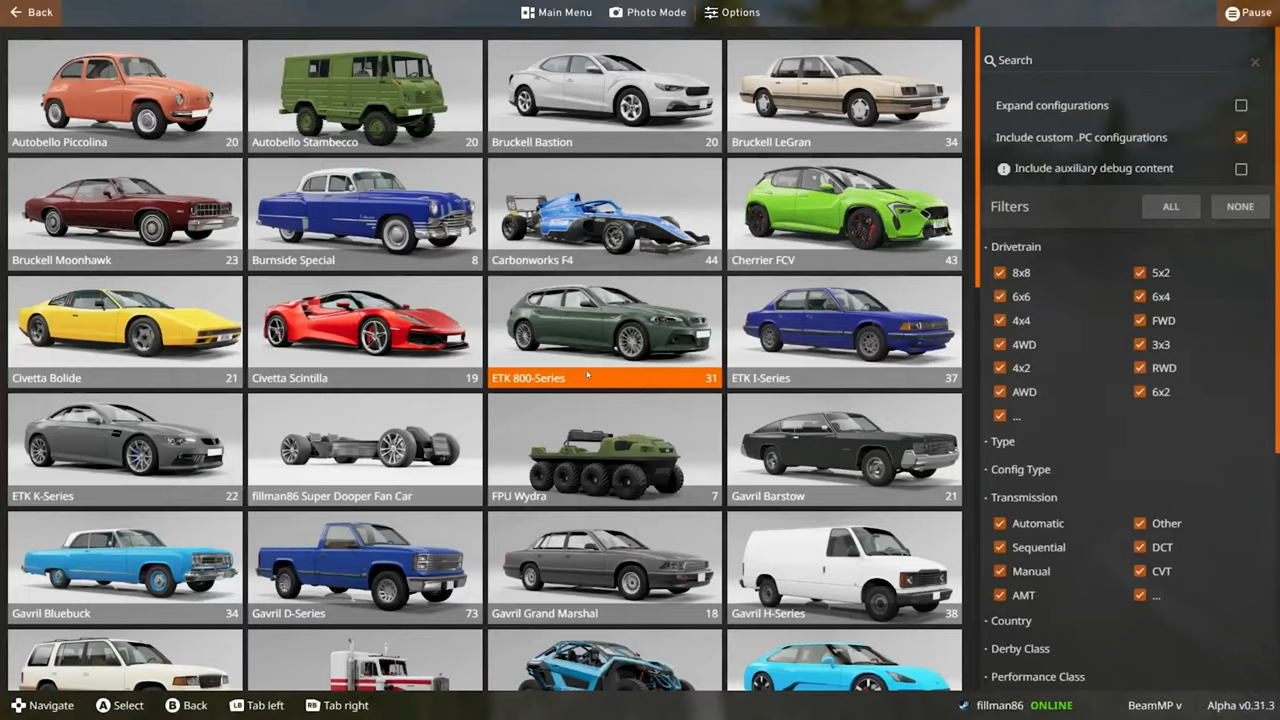 Back
Main Menu
Photo Mode
Options
Pause
Autobello Piccolina 20
Autobello Stambecco 20
Bruckell Bastion 20
Bruckell LeGran 34
Bruckell Moonhawk 23
Burnside Special 8
Carbonworks F4 44
Cherrier FCV 43
Civetta Bolide 21
Civetta Scintilla 19
ETK 800-Series 31
ETK I-Series 37
ETK K-Series 22
fillman86 Super Dooper Fan Car
FPU Wydra 7
Gavril Barstow 21
Gavril Bluebuck 34
Gavril D-Series 73
Gavril Grand Marshal 18
Gavril H-Series 38
Search
Expand configurations
Include custom .PC configurations
Include auxiliary debug content
Filters ALL NONE
- Drivetrain
8x8 5x2
6x6 6x4
4x4 FWD
4WD 3x3
4x2 RWD
AWD 6x2
...
- Type
- Config Type
- Transmission
Automatic Other
Sequential DCT
Manual CVT
AMT ...
- Country
- Derby Class
- Performance Class
Navigate A Select B Back LB Tab left RB Tab right
fillman86 ONLINE BeamMP v Alpha v0.31.3